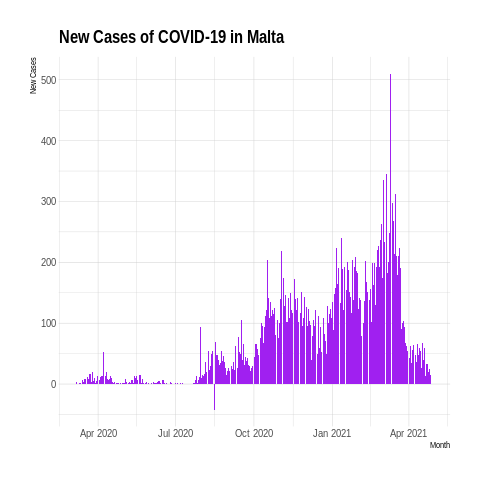 New Cases of COVID-19 in Malta
New Cases
500
400
300
200
100
0
Apr 2020
Jul 2020
Oct 2020
Jan 2021
Apr 2021
Month